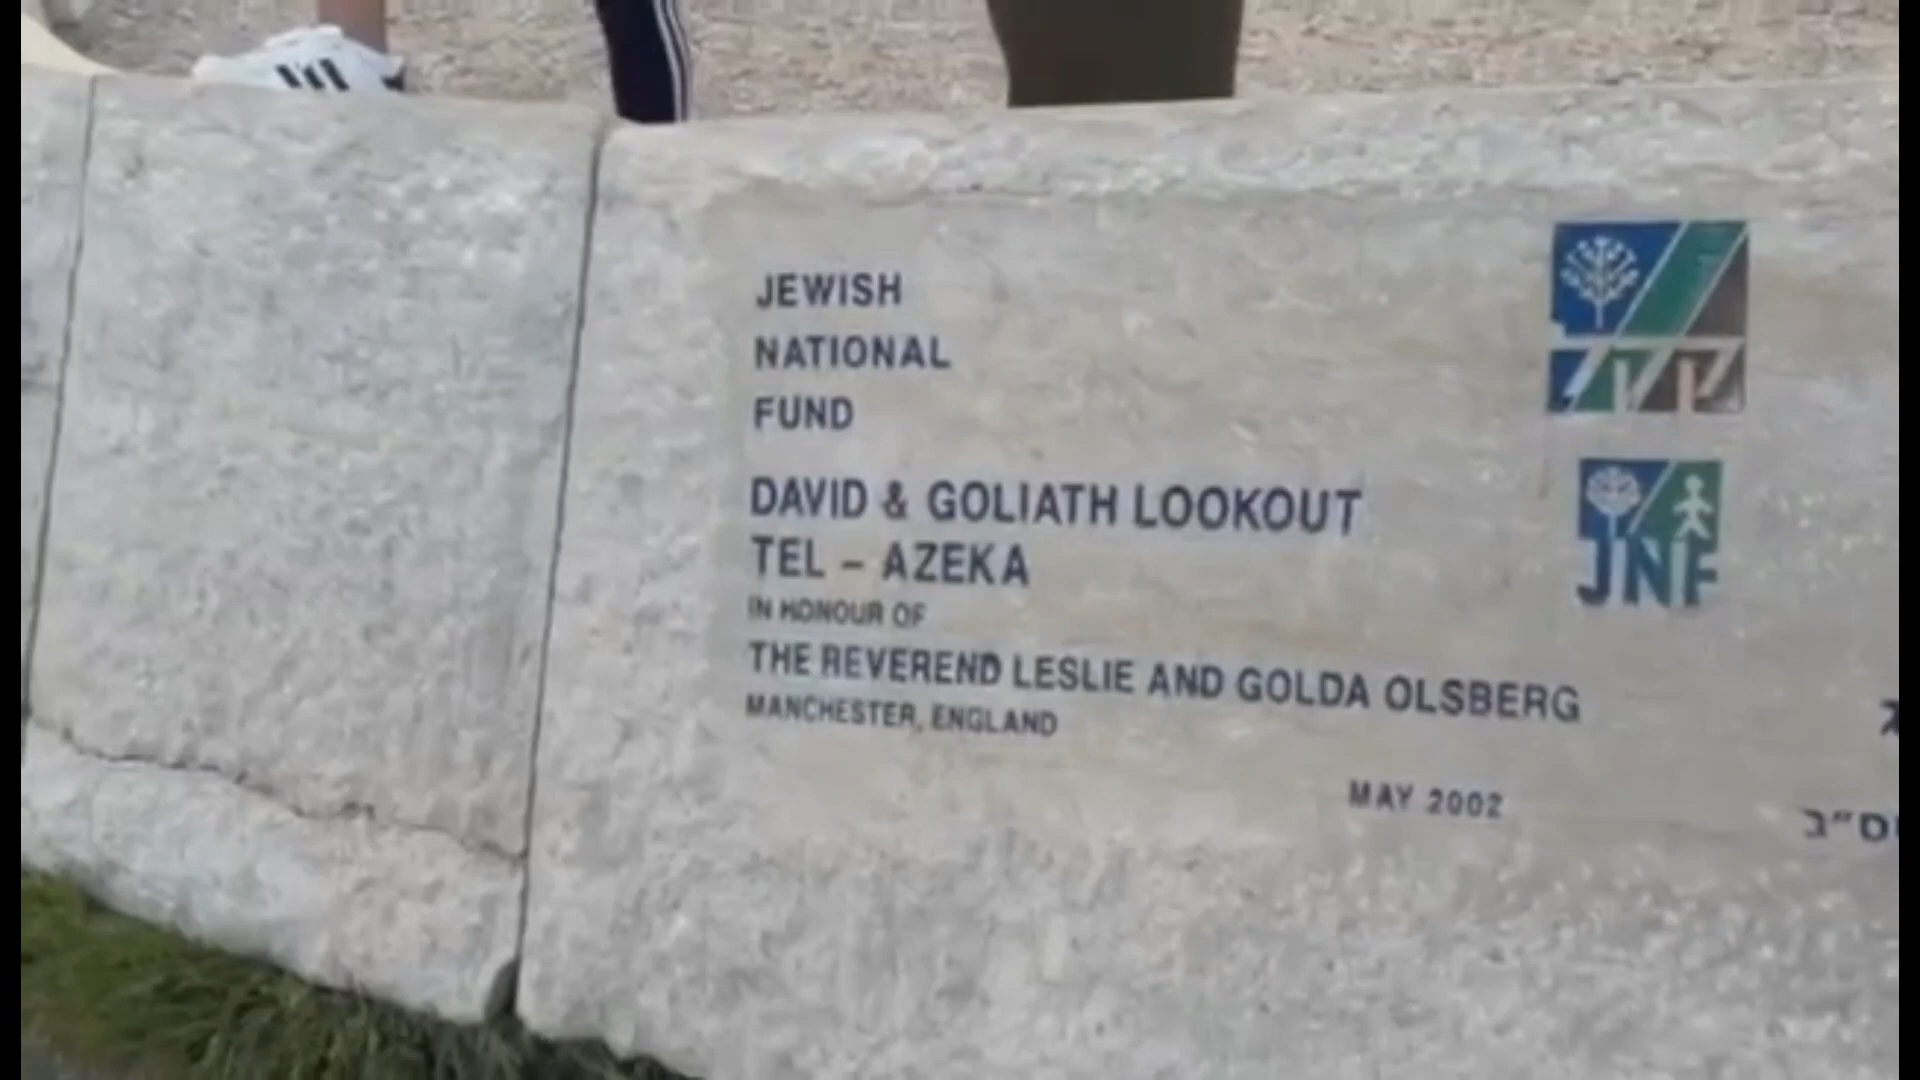 JEWISH
NATIONAL
FUND
DAVID & GOLIATH LOOKOUT
TEL – AZEKA
IN HONOUR OF
THE REVEREND LESLIE AND GOLDA OLSBERG
MANCHESTER, ENGLAND
MAY 2002
קקל
JNF